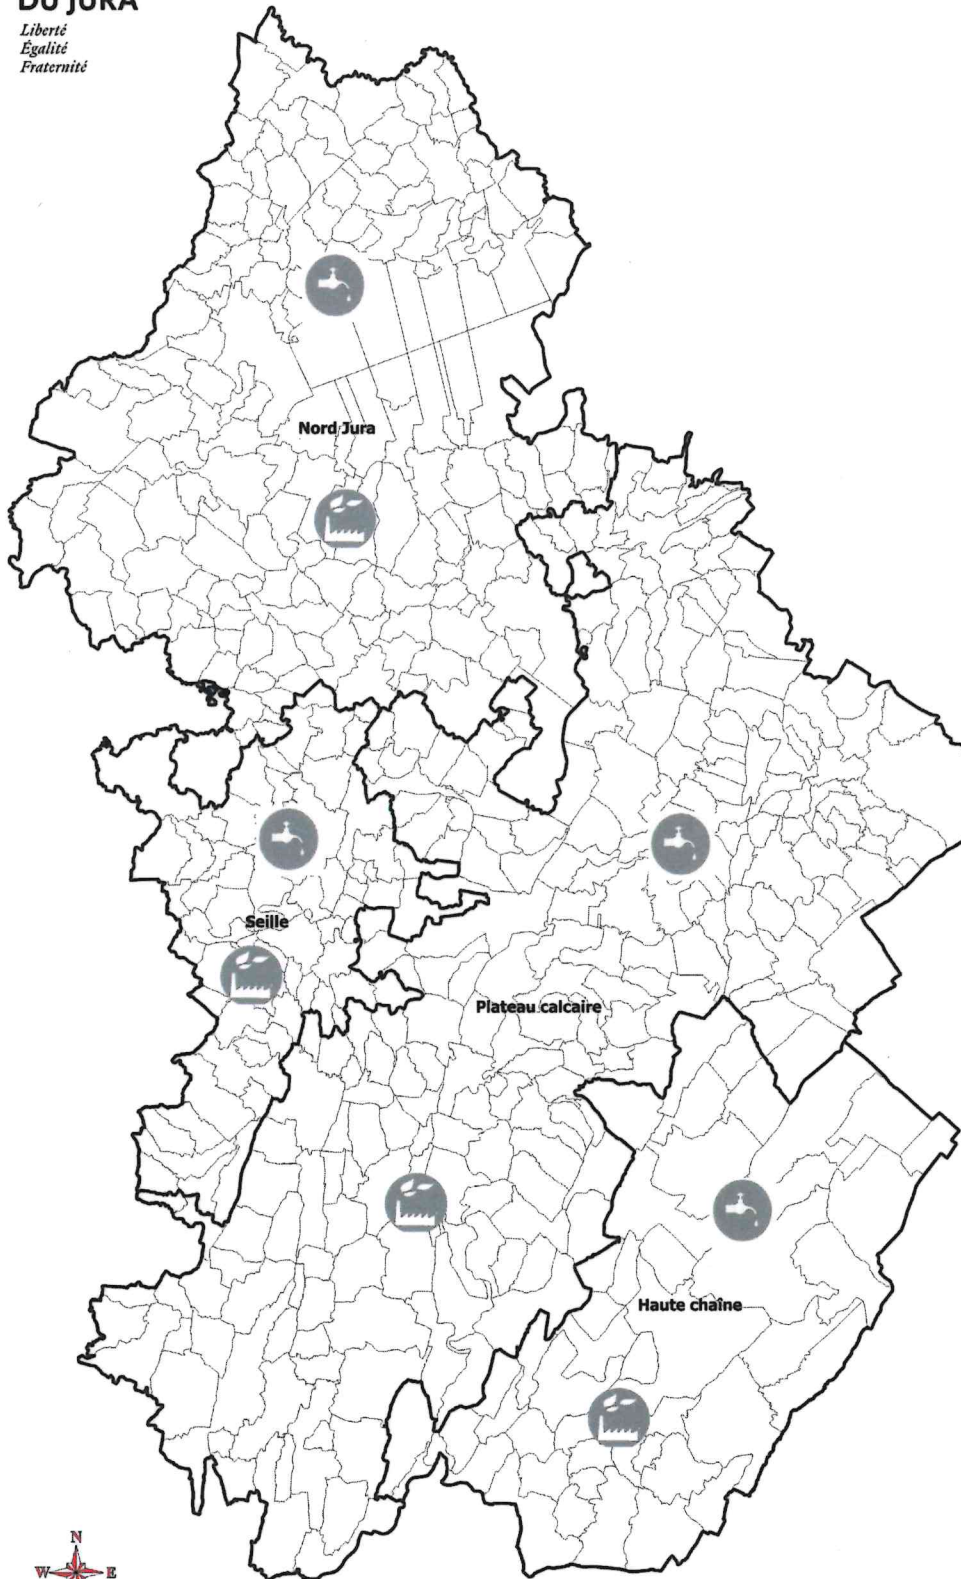 DU JURA
Liberté
Égalité
Fraternité
Nord Jura
Seille
Plateau calcaire
Haute chaîne
N
W E